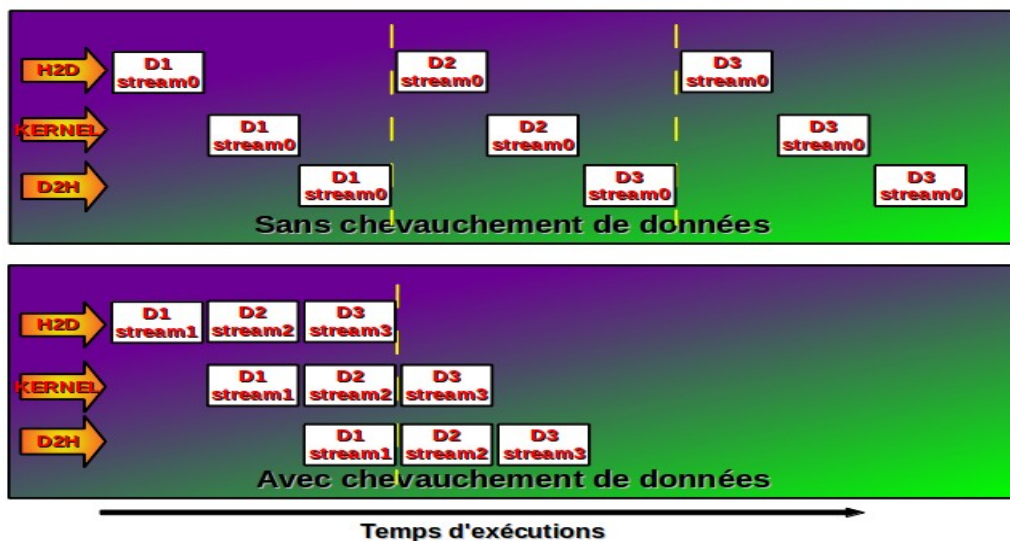 H2D
D1
stream0
D2
stream0
D3
stream0
KERNEL
D1
stream0
D2
stream0
D3
stream0
D2H
D1
stream0
D3
stream0
D3
stream0
Sans chevauchement de données
H2D
D1
stream1
D2
stream2
D3
stream3
KERNEL
D1
stream1
D2
stream2
D3
stream3
D2H
D1
stream1
D2
stream2
D3
stream3
Avec chevauchement de données
Temps d'exécutions